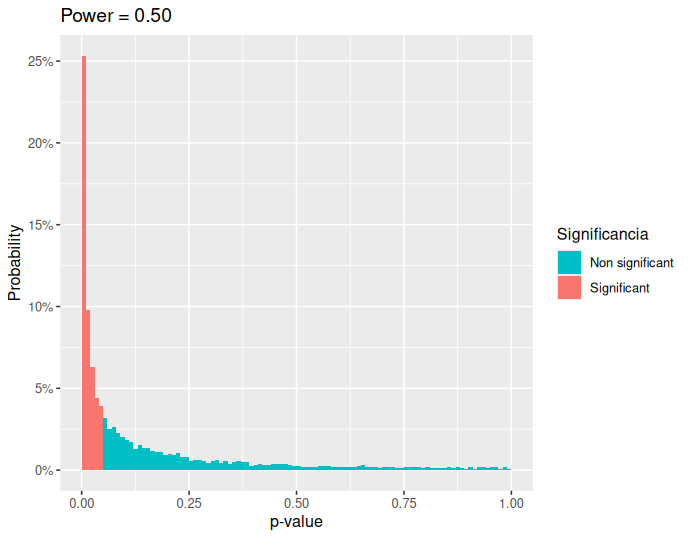 Power = 0.50
25%
20%
15%
10%
5%
0%
Probability
0.00
0.25
0.50
0.75
1.00
p-value
Significancia
Non significant
Significant